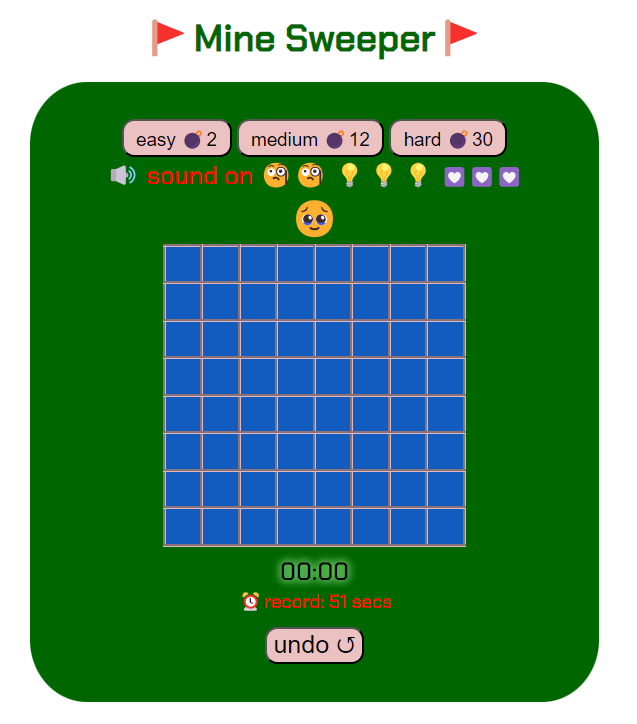 Mine Sweeper
easy 💣 2 medium 💣 12 hard 💣 30
sound on
00:00
record: 51 secs
undo ↺